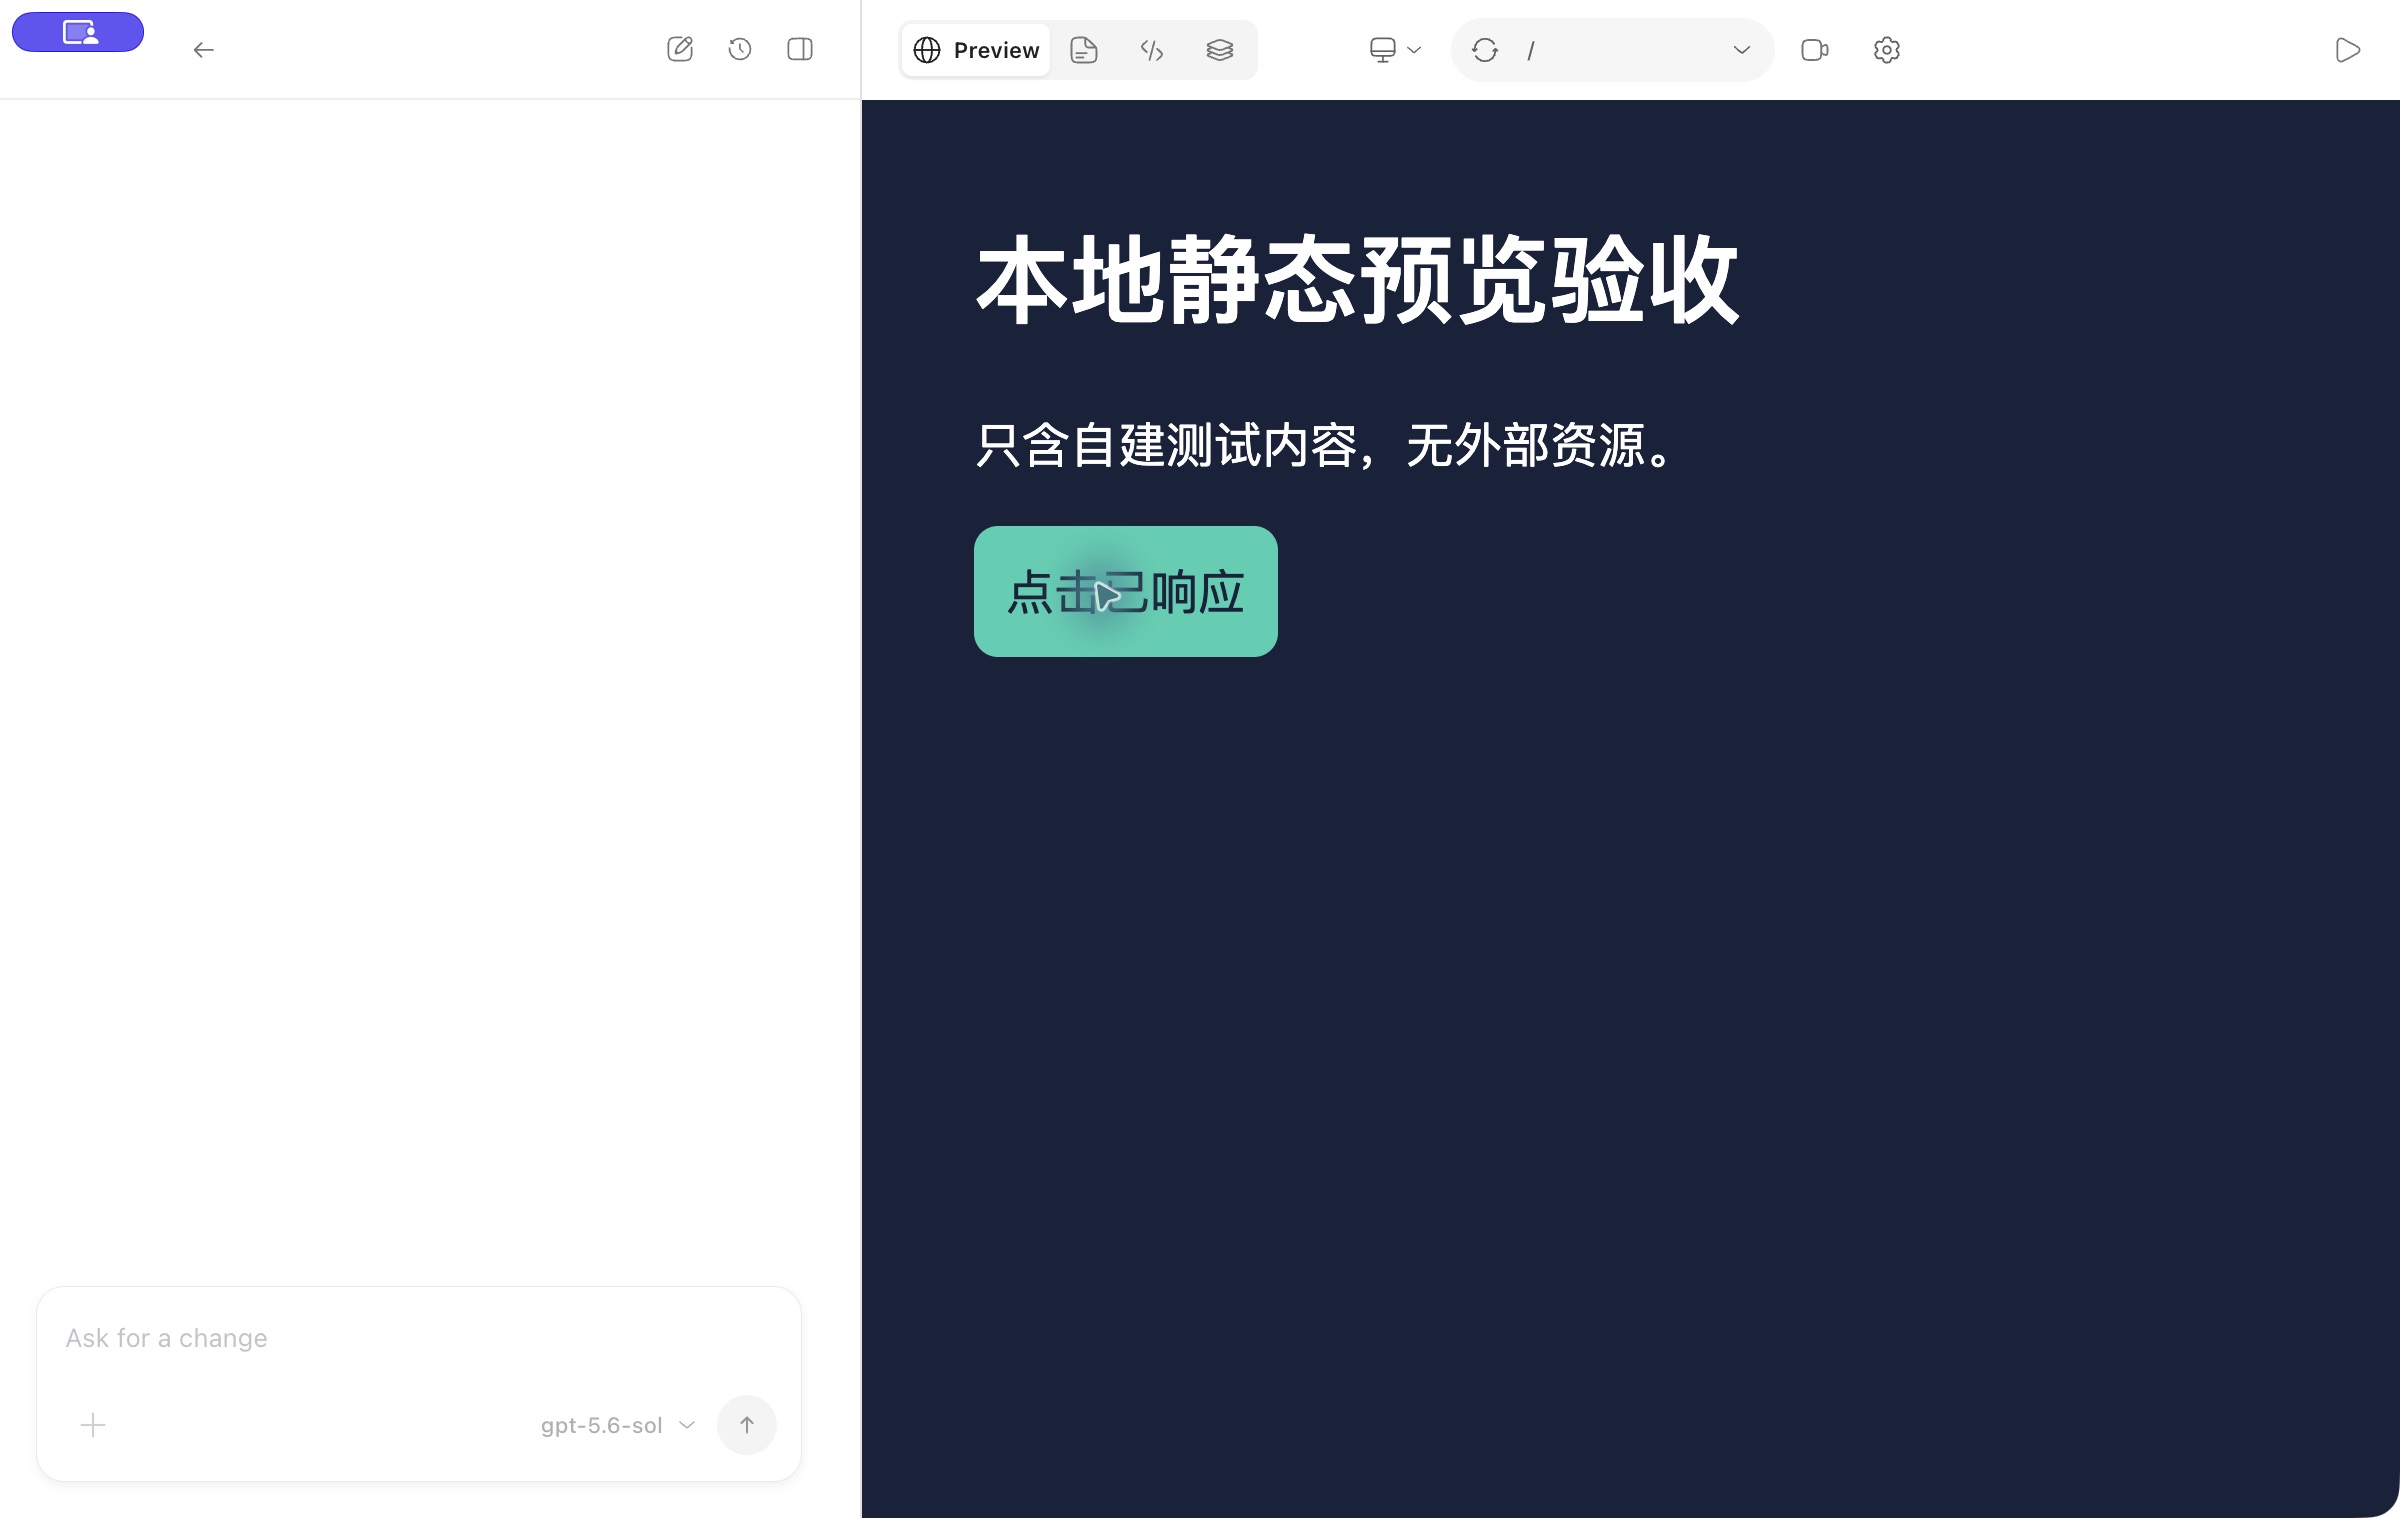 Preview
/
本地静态预览验收
只含自建测试内容，无外部资源。
点击已响应
Ask for a change
gpt-5.6-sol